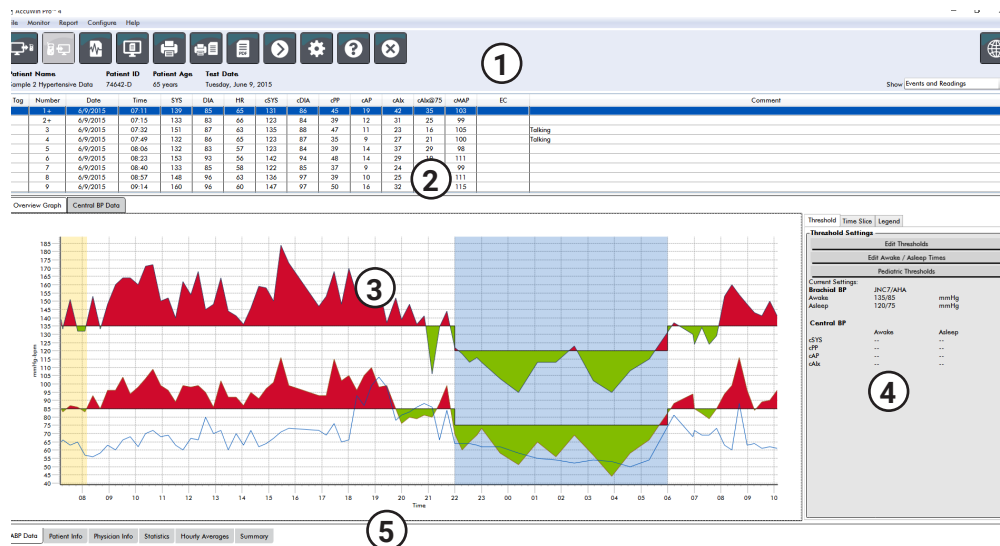 AccuWin Pro - 4
File Monitor Report Configure Help
PDF
1
Patient Name Patient ID Patient Age Test Date
Sample 2 Hypertensive Data 74642-D 65 years Tuesday, June 9, 2015
Show Events and Readings
Tag Number Date Time SYS DIA HR cSYS cDIA cPP cAP cAIx cAIx@75 cMAP EC Comment
1+ 6/9/2015 07:11 139 85 65 131 86 45 19 42 35 103
2+ 6/9/2015 07:15 133 83 66 123 84 39 12 31 25 99
3 6/9/2015 07:32 151 87 63 135 88 47 11 23 16 105 Talking
4 6/9/2015 07:49 132 86 65 123 87 35 9 27 21 100 Talking
5 6/9/2015 08:06 132 83 57 123 84 39 14 37 29 98
6 6/9/2015 08:23 153 93 56 142 94 48 14 29 111
7 6/9/2015 08:40 133 85 58 122 85 37 9 24 99
8 6/9/2015 08:57 148 96 63 136 97 39 10 25 111
9 6/9/2015 09:14 160 96 60 147 97 50 16 32 115
2
Overview Graph Central BP Data
185
180
175
170
165
160
155
150
145
140
135
130
125
120
115
110
105
100
95
90
85
80
75
70
65
60
55
50
45
40
mmHg-bpm
3
08 09 10 11 12 13 14 15 16 17 18 19 20 21 22 23 00 01 02 03 04 05 06 07 08 09 10
Time
Threshold Time Slice Legend
Threshold Settings
Edit Thresholds
Edit Awake / Asleep Times
Pediatric Thresholds
Current Settings:
Brachial BP JNC7/AHA
Awake 135/85 mmHg
Asleep 120/75 mmHg
Central BP
Awake Asleep
cSYS -- --
cPP -- --
cAP -- --
cAIx -- --
4
5
ABP Data Patient Info Physician Info Statistics Hourly Averages Summary